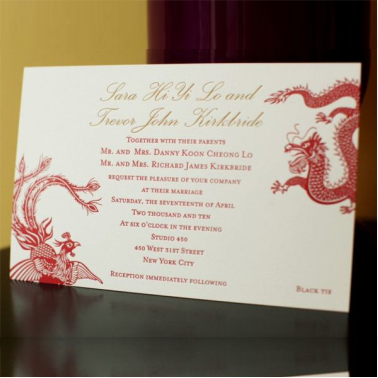 Sara Hi Yi Lo and
Trevor John Kirkbride
Together with their parents
Mr. and Mrs. Danny Koon Cheong Lo
Mr. and Mrs. Richard James Kirkbride
request the pleasure of your company
at their marriage
Saturday, the seventeenth of April
Two thousand and ten
At six o'clock in the evening
Studio 450
450 West 31st Street
New York City
Reception immediately following
Black tie